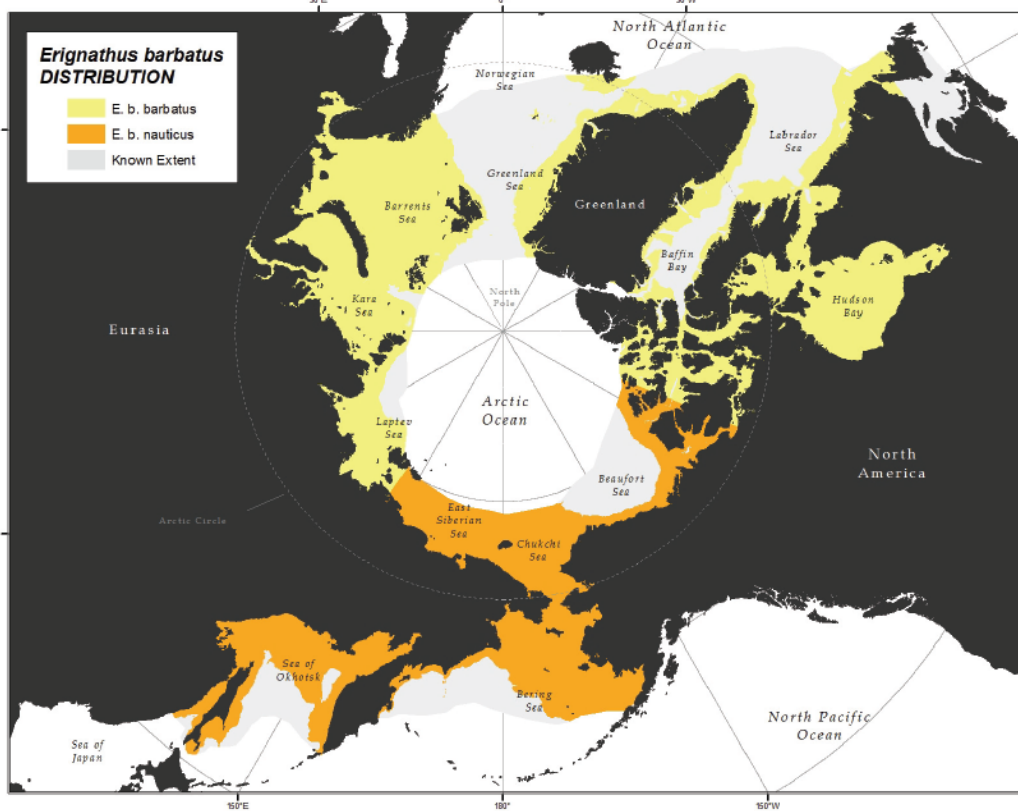 0°
North Atlantic
Ocean
Erignathus barbatus
DISTRIBUTION
E. b. barbatus
E. b. nauticus
Known Extent
Norwegian
Sea
Labrador
Sea
Greenland
Sea
Greenland
Barrents
Sea
Baffin
Bay
North
Pole
Kara
Sea
Hudson
Bay
Eurasia
Arctic
Ocean
Laptev
Sea
North
America
Beaufort
Sea
Arctic Circle
East
Siberian
Sea
Chukchi
Sea
Sea of
Okhotsk
Bering
Sea
North Pacific
Ocean
Sea of
Japan
150°E
180°
150°W